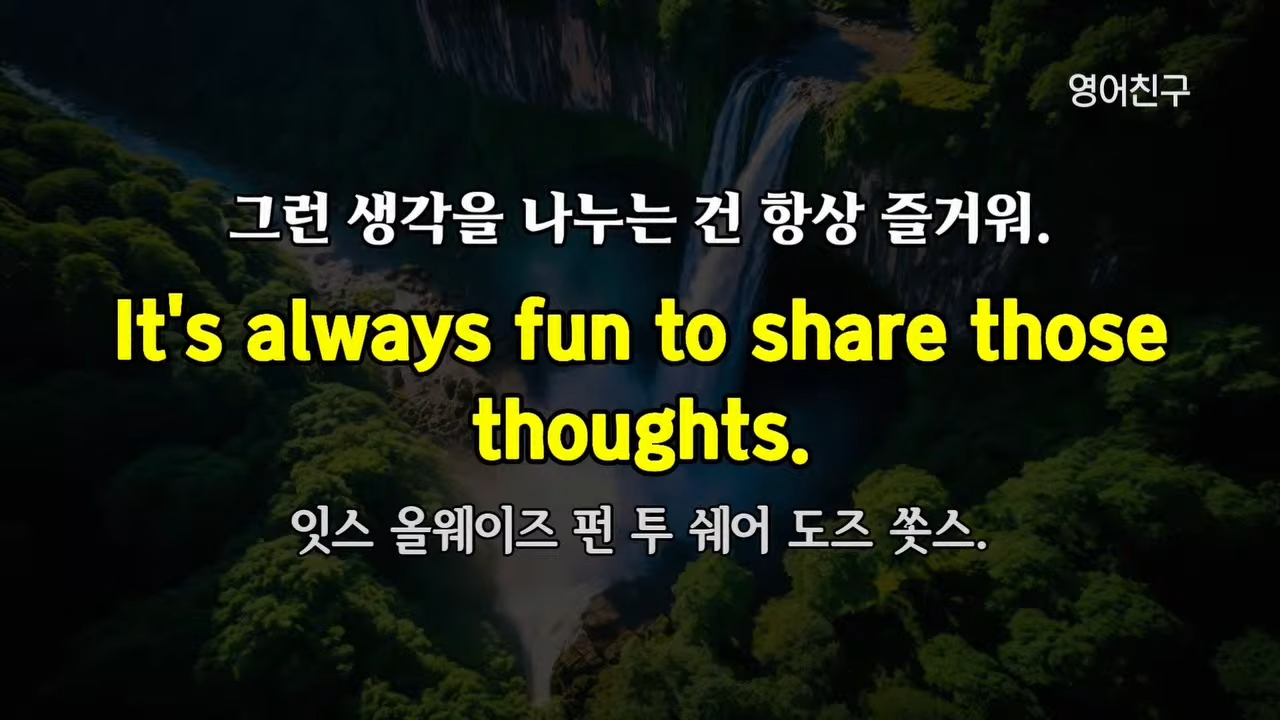 영어친구
그런 생각을 나누는 건 항상 즐거워.
It's always fun to share those
thoughts.
잇스 올웨이즈 펀 투 쉐어 도즈 쏫스.